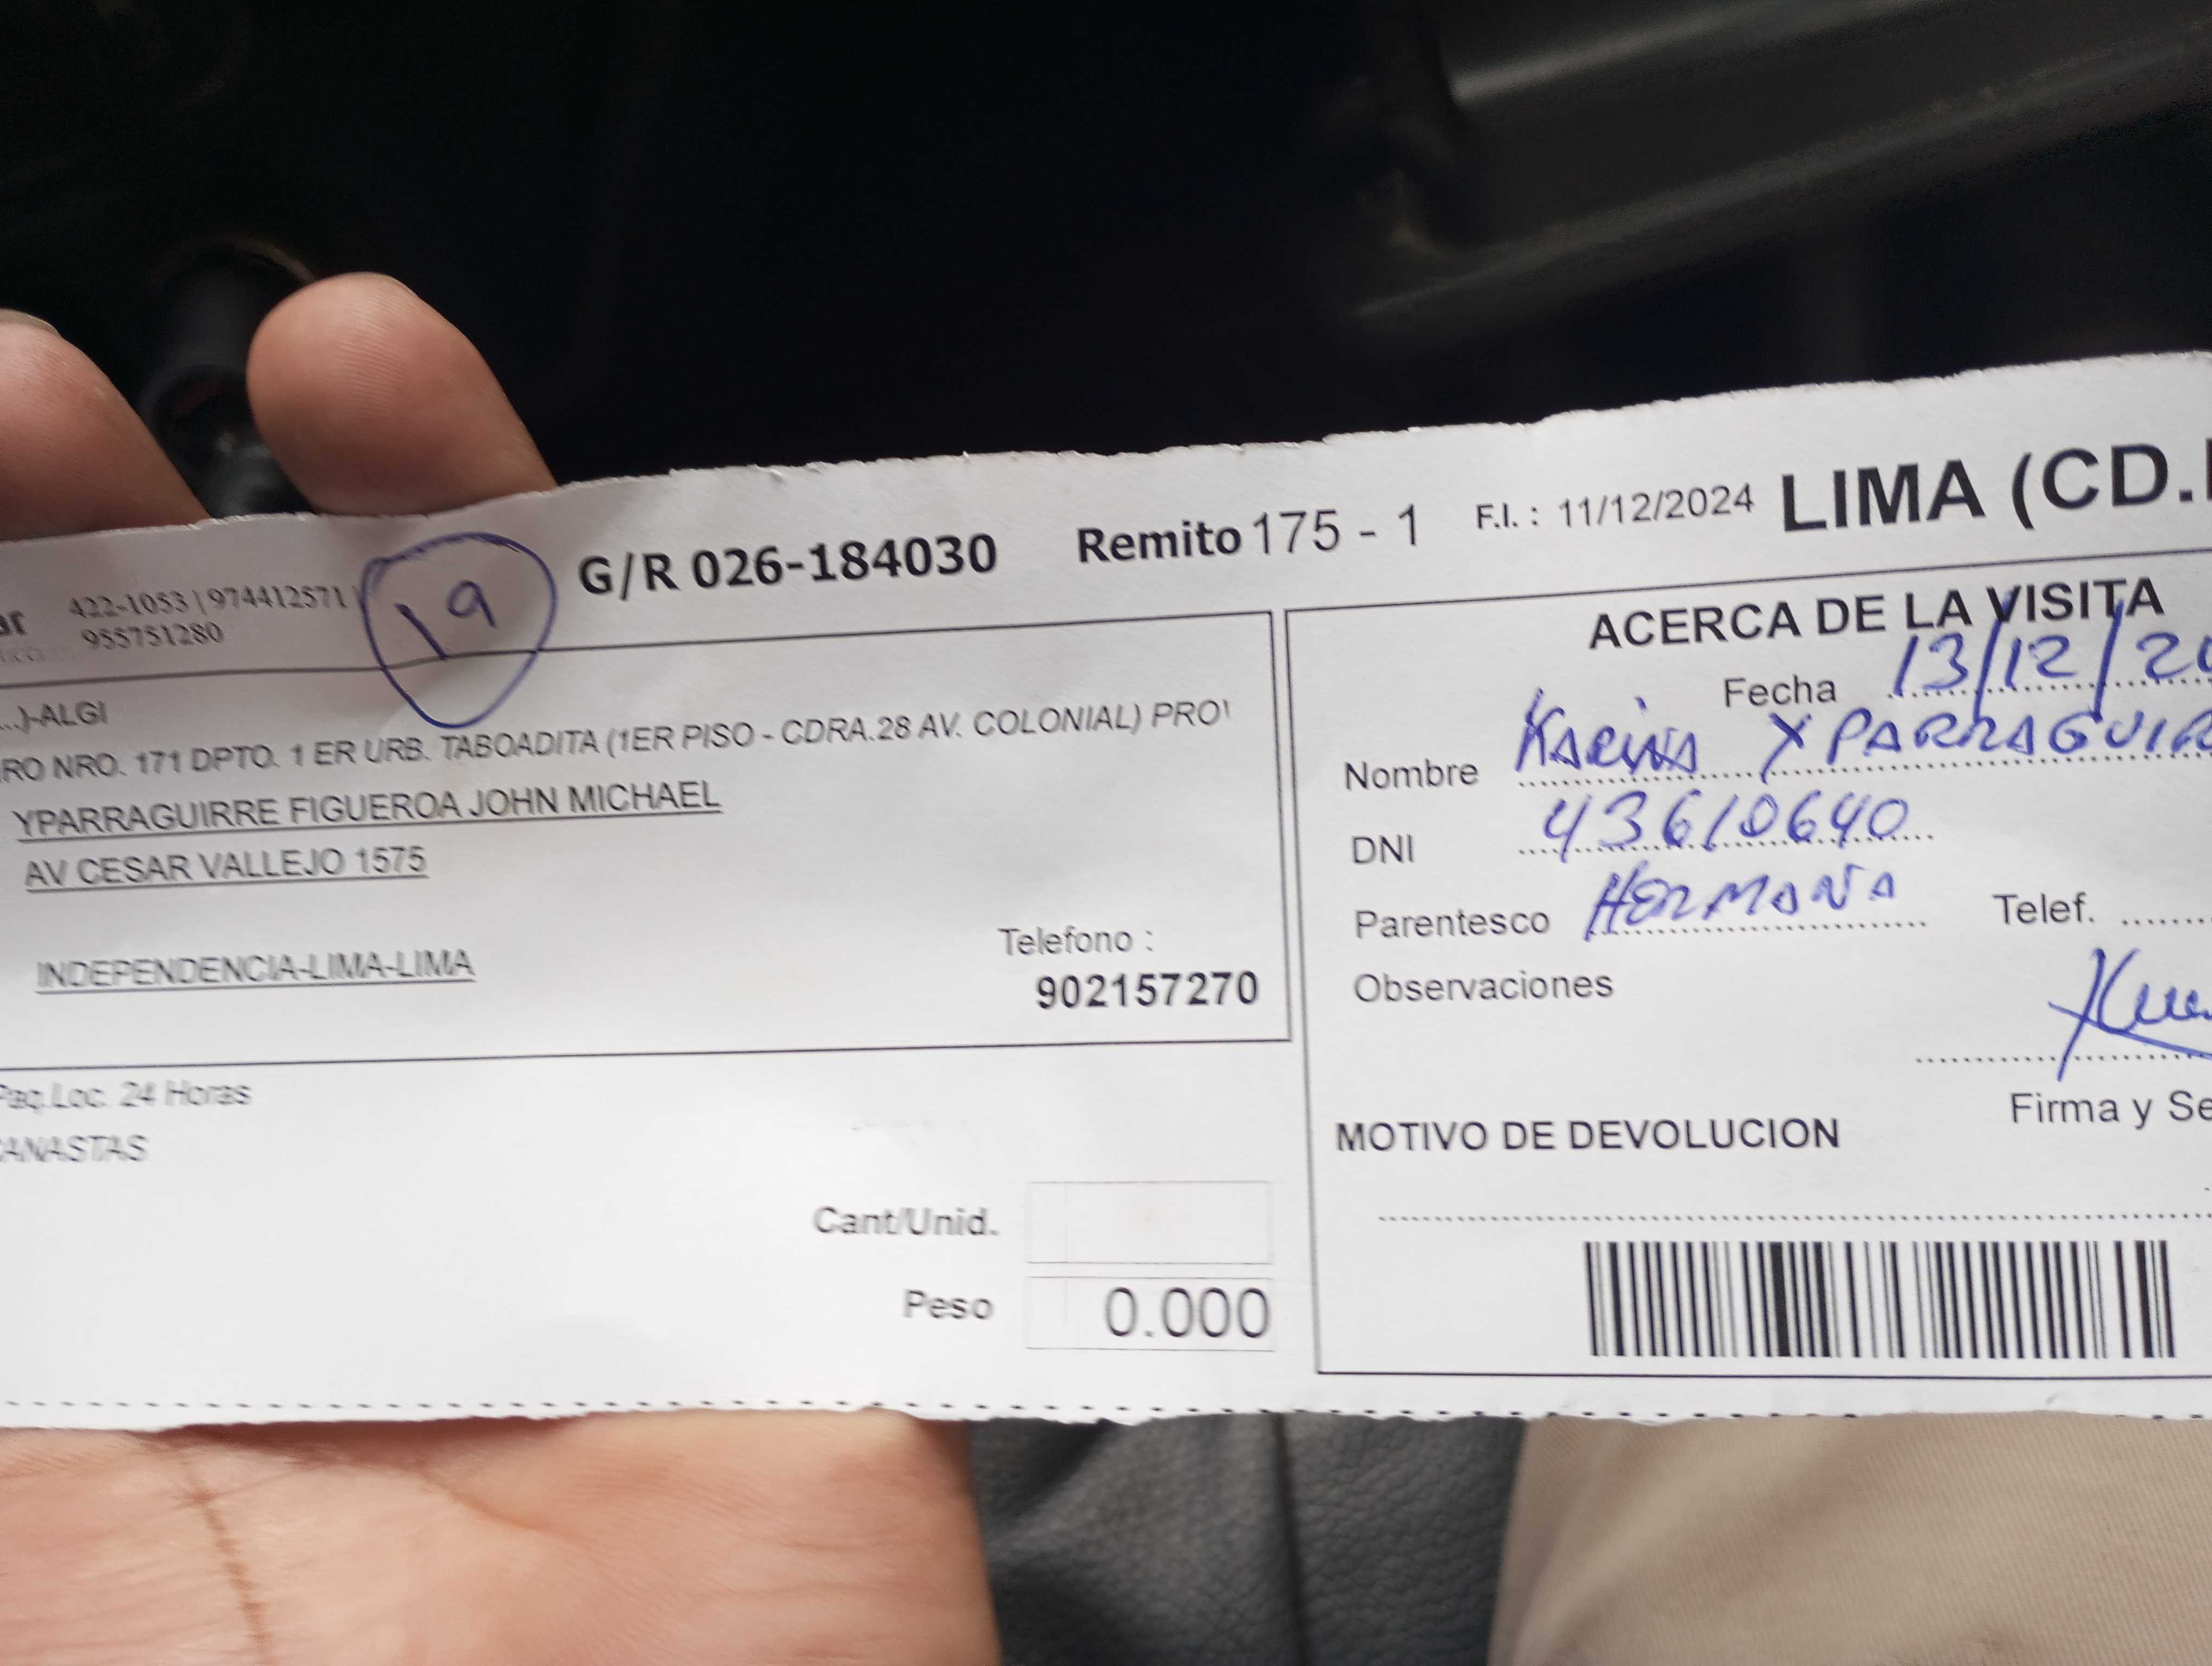 422-1053 | 974412571 |
955751280
19
G/R 026-184030 Remito 175 - 1 F.I. : 11/12/2024 LIMA (CD.
...)-ALGI
RO NRO. 171 DPTO. 1 ER URB. TABOADITA (1ER PISO - CDRA.28 AV. COLONIAL) PRO
YPARRAGUIRRE FIGUEROA JOHN MICHAEL
AV CESAR VALLEJO 1575
INDEPENDENCIA-LIMA-LIMA
Telefono :
902157270
Paq.Loc. 24 Horas
CANASTAS
Cant/Unid.
Peso 0.000
ACERCA DE LA VISITA
Fecha 13/12/20
Nombre KARINA YPARRAGUIR
DNI 43610640
Parentesco HERMANA Telef.
Observaciones
Firma y Se
MOTIVO DE DEVOLUCION